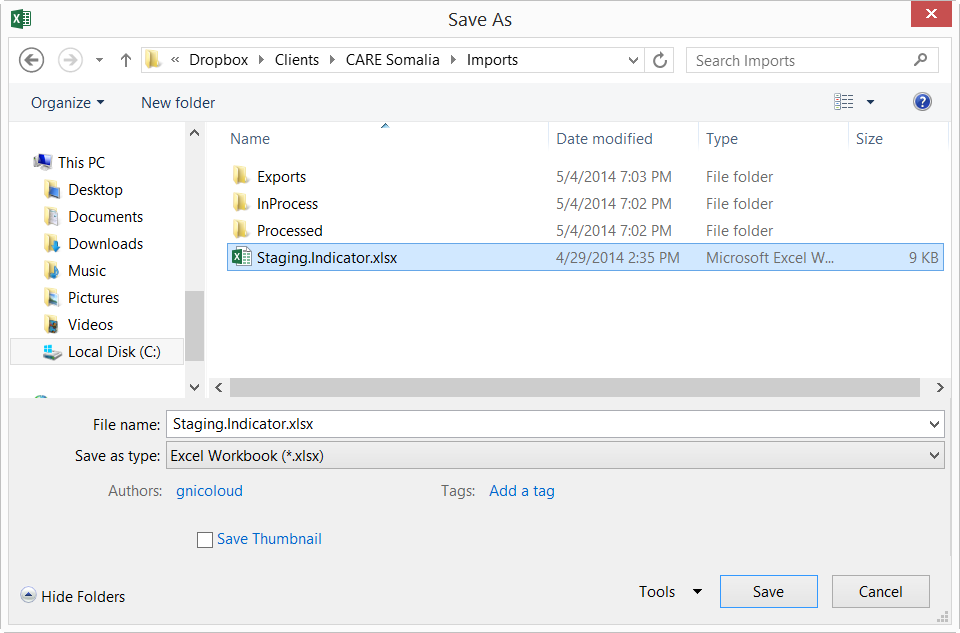 Save As
« Dropbox Clients CARE Somalia Imports Search Imports
Organize New folder
Name Date modified Type Size
This PC
Desktop
Documents
Downloads
Music
Pictures
Videos
Local Disk (C:)
Exports 5/4/2014 7:03 PM File folder
InProcess 5/4/2014 7:02 PM File folder
Processed 5/4/2014 7:02 PM File folder
Staging.Indicator.xlsx 4/29/2014 2:35 PM Microsoft Excel W... 9 KB
File name: Staging.Indicator.xlsx
Save as type: Excel Workbook (*.xlsx)
Authors: gnicoloud Tags: Add a tag
Save Thumbnail
Hide Folders Tools Save Cancel